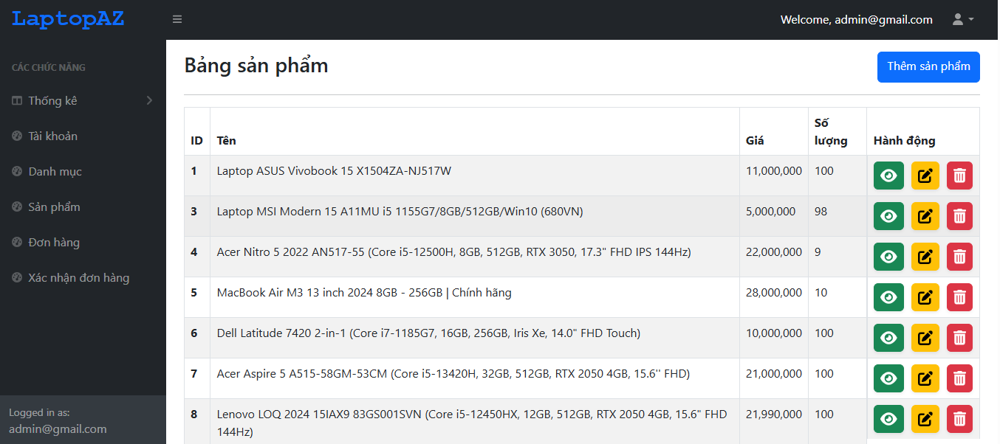 LaptopAZ
Welcome, admin@gmail.com
CÁC CHỨC NĂNG
Thống kê
Tài khoản
Danh mục
Sản phẩm
Đơn hàng
Xác nhận đơn hàng
Logged in as:
admin@gmail.com
Bảng sản phẩm
Thêm sản phẩm
ID Tên Giá Số lượng Hành động
1 Laptop ASUS Vivobook 15 X1504ZA-NJ517W 11,000,000 100
3 Laptop MSI Modern 15 A11MU i5 1155G7/8GB/512GB/Win10 (680VN) 5,000,000 98
4 Acer Nitro 5 2022 AN517-55 (Core i5-12500H, 8GB, 512GB, RTX 3050, 17.3" FHD IPS 144Hz) 22,000,000 9
5 MacBook Air M3 13 inch 2024 8GB - 256GB | Chính hãng 28,000,000 10
6 Dell Latitude 7420 2-in-1 (Core i7-1185G7, 16GB, 256GB, Iris Xe, 14.0" FHD Touch) 10,000,000 100
7 Acer Aspire 5 A515-58GM-53CM (Core i5-13420H, 32GB, 512GB, RTX 2050 4GB, 15.6'' FHD) 21,000,000 100
8 Lenovo LOQ 2024 15IAX9 83GS001SVN (Core i5-12450HX, 12GB, 512GB, RTX 2050 4GB, 15.6" FHD 21,990,000 100
144Hz)